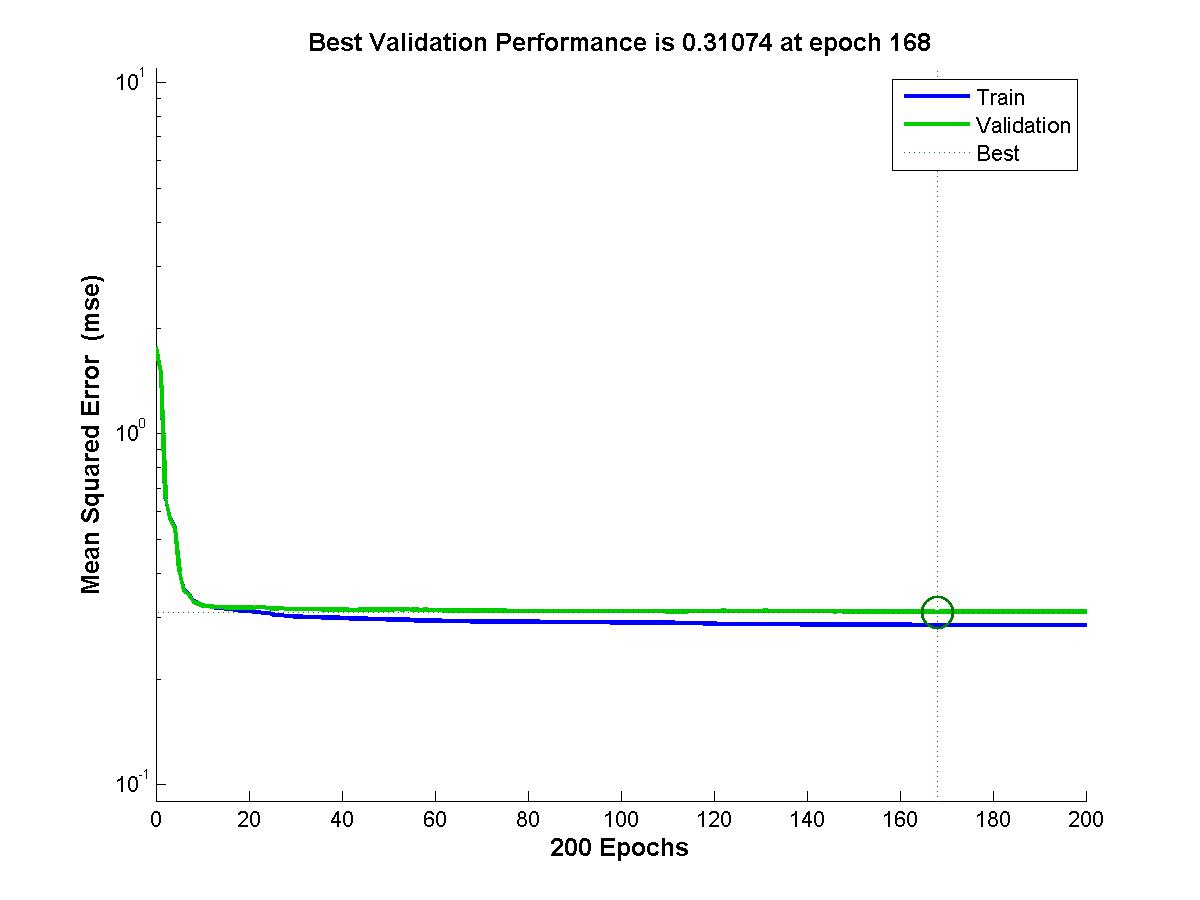 Best Validation Performance is 0.31074 at epoch 168
10^1
10^0
10^-1
Mean Squared Error (mse)
Train
Validation
Best
0 20 40 60 80 100 120 140 160 180 200
200 Epochs